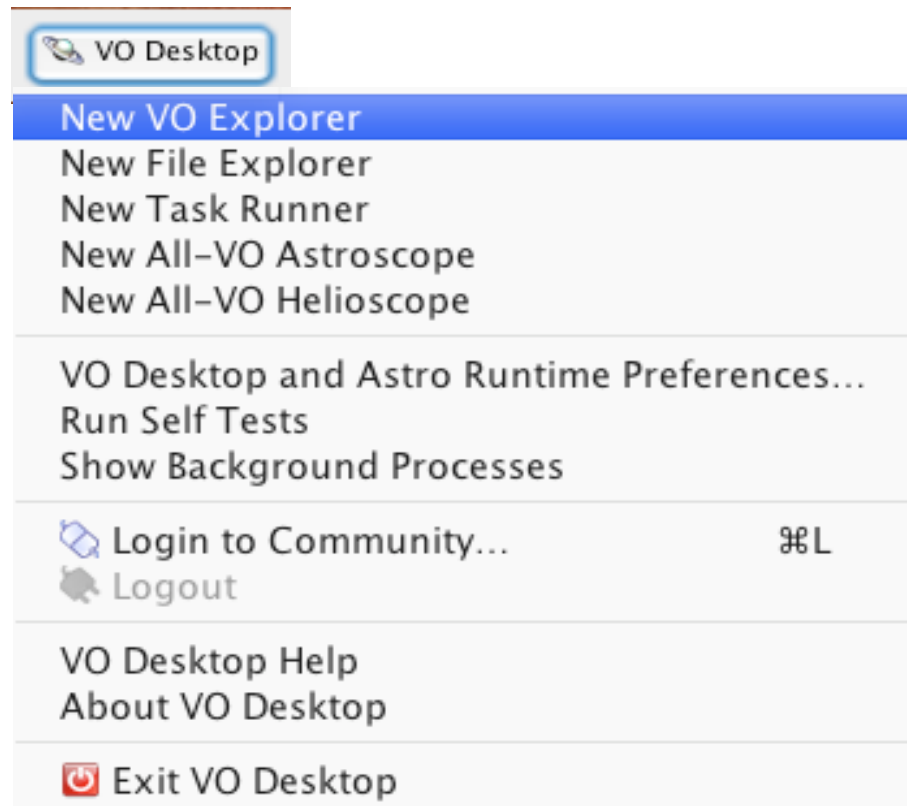 VO Desktop
New VO Explorer
New File Explorer
New Task Runner
New All-VO Astroscope
New All-VO Helioscope
VO Desktop and Astro Runtime Preferences...
Run Self Tests
Show Background Processes
Login to Community... ⌘L
Logout
VO Desktop Help
About VO Desktop
Exit VO Desktop